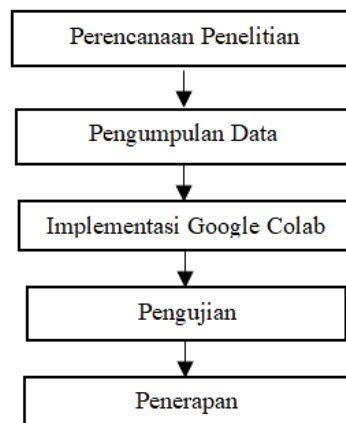 Perencanaan Penelitian
Pengumpulan Data
Implementasi Google Colab
Pengujian
Penerapan